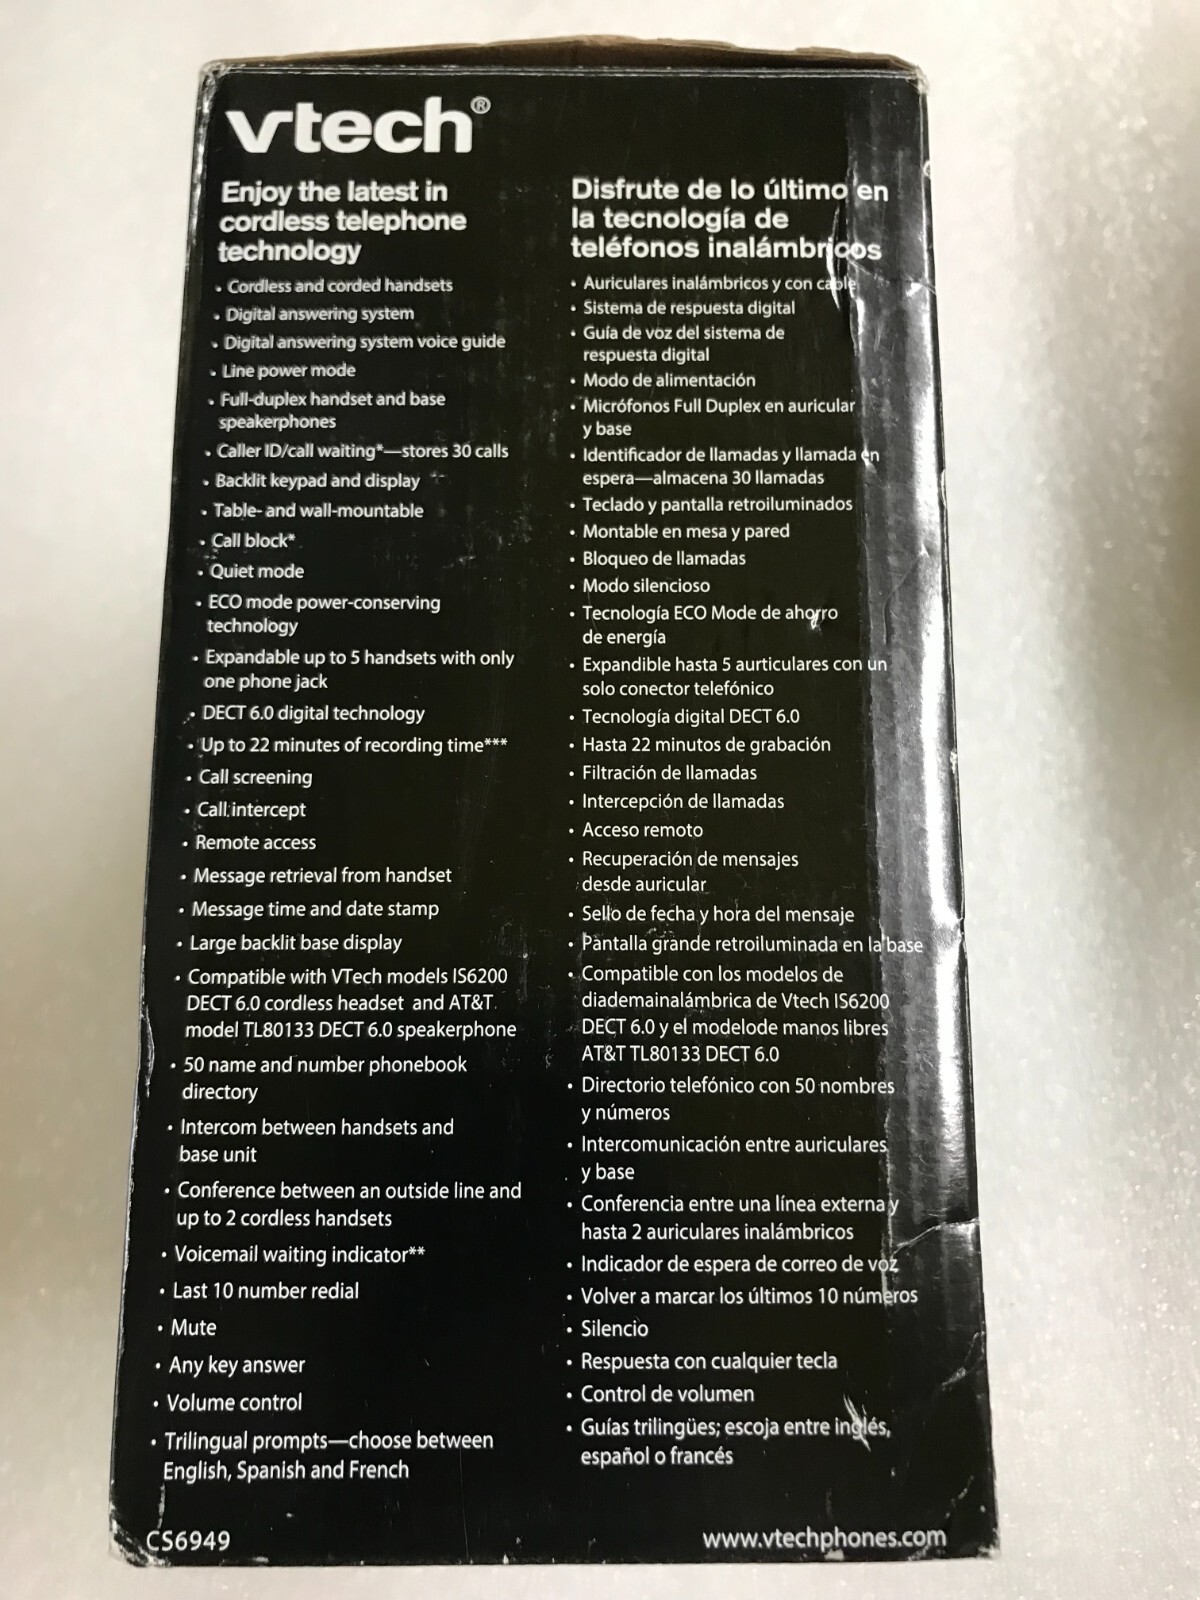 vtech®
Enjoy the latest in
cordless telephone
technology
• Cordless and corded handsets
• Digital answering system
• Digital answering system voice guide
• Line power mode
• Full-duplex handset and base
speakerphones
• Caller ID/call waiting*—stores 30 calls
• Backlit keypad and display
• Table- and wall-mountable
• Call block*
• Quiet mode
• ECO mode power-conserving
technology
• Expandable up to 5 handsets with only
one phone jack
• DECT 6.0 digital technology
• Up to 22 minutes of recording time***
• Call screening
• Call intercept
• Remote access
• Message retrieval from handset
• Message time and date stamp
• Large backlit base display
• Compatible with VTech models IS6200
DECT 6.0 cordless headset and AT&T
model TL80133 DECT 6.0 speakerphone
• 50 name and number phonebook
directory
• Intercom between handsets and
base unit
• Conference between an outside line and
up to 2 cordless handsets
• Voicemail waiting indicator**
• Last 10 number redial
• Mute
• Any key answer
• Volume control
• Trilingual prompts—choose between
English, Spanish and French
CS6949
Disfrute de lo último en
la tecnología de
teléfonos inalámbricos
• Auriculares inalámbricos y con cable
• Sistema de respuesta digital
• Guía de voz del sistema de
respuesta digital
• Modo de alimentación
• Micrófonos Full Duplex en auricular
y base
• Identificador de llamadas y llamada en
espera—almacena 30 llamadas
• Teclado y pantalla retroiluminados
• Montable en mesa y pared
• Bloqueo de llamadas
• Modo silencioso
• Tecnología ECO Mode de ahorro
de energía
• Expandible hasta 5 aurticulares con un
solo conector telefónico
• Tecnología digital DECT 6.0
• Hasta 22 minutos de grabación
• Filtración de llamadas
• Intercepción de llamadas
• Acceso remoto
• Recuperación de mensajes
desde auricular
• Sello de fecha y hora del mensaje
• Pantalla grande retroiluminada en la base
• Compatible con los modelos de
diademainalámbrica de Vtech IS6200
DECT 6.0 y el modelode manos libres
AT&T TL80133 DECT 6.0
• Directorio telefónico con 50 nombres
y números
• Intercomunicación entre auriculares
y base
• Conferencia entre una línea externa y
hasta 2 auriculares inalámbricos
• Indicador de espera de correo de voz
• Volver a marcar los últimos 10 números
• Silencio
• Respuesta con cualquier tecla
• Control de volumen
• Guías trilingües; escoja entre inglés,
español o francés
www.vtechphones.com